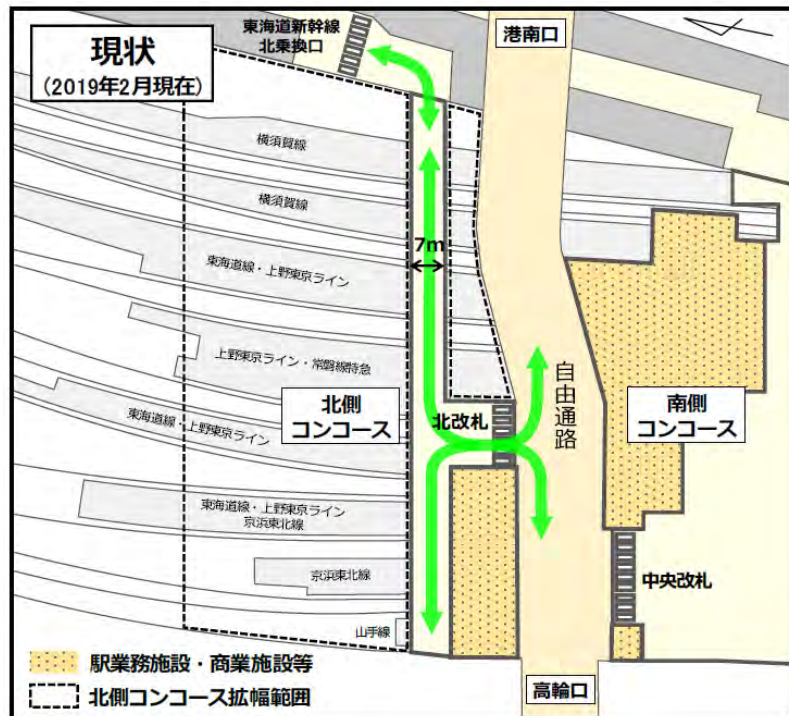 現状
(2019年2月現在)
東海道新幹線
北乗換口
港南口
横須賀線
横須賀線
7m
東海道線・上野東京ライン
上野東京ライン・常磐線特急
東海道線・上野東京ライン
北側
コンコース
北改札
自由通路
南側
コンコース
東海道線・上野東京ライン
京浜東北線
京浜東北線
中央改札
山手線
駅業務施設・商業施設等
北側コンコース拡幅範囲
高輪口